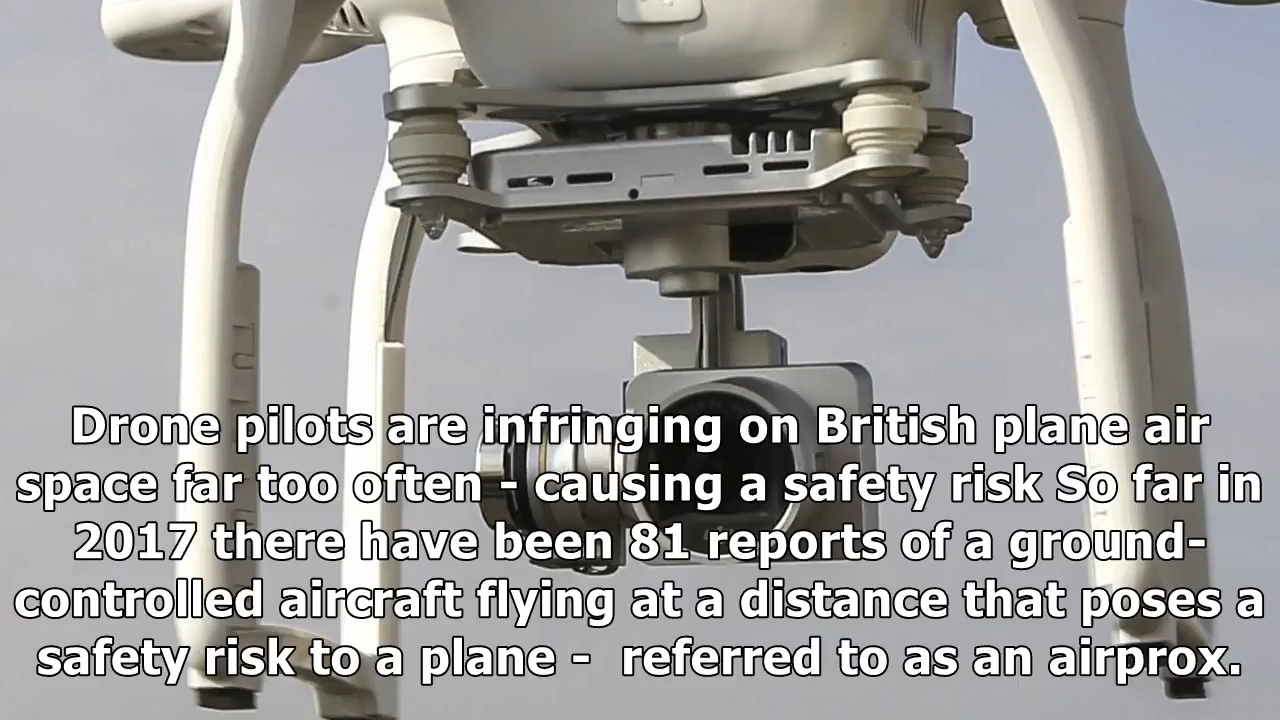 Drone pilots are infringing on British plane air
space far too often - causing a safety risk So far in
2017 there have been 81 reports of a ground-
controlled aircraft flying at a distance that poses a
safety risk to a plane -  referred to as an airprox.